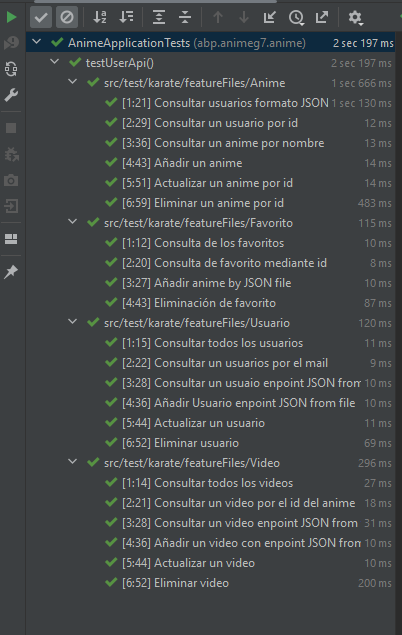 AnimeApplicationTests (abp.animeg7.anime) 2 sec 197 ms
testUserApi() 2 sec 197 ms
src/test/karate/featureFiles/Anime 1 sec 666 ms
[1:21] Consultar usuarios formato JSON 1 sec 130 ms
[2:29] Consultar un usuario por id 12 ms
[3:36] Consultar un anime por nombre 13 ms
[4:43] Añadir un anime 14 ms
[5:51] Actualizar un anime por id 14 ms
[6:59] Eliminar un anime por id 483 ms
src/test/karate/featureFiles/Favorito 115 ms
[1:12] Consulta de los favoritos 10 ms
[2:20] Consulta de favorito mediante id 8 ms
[3:27] Añadir anime by JSON file 10 ms
[4:43] Eliminación de favorito 87 ms
src/test/karate/featureFiles/Usuario 120 ms
[1:15] Consultar todos los usuarios 11 ms
[2:22] Consultar un usuarios por el mail 9 ms
[3:28] Consultar un usuaio enpoint JSON from 10 ms
[4:36] Añadir Usuario enpoint JSON from file 10 ms
[5:44] Actualizar un usuario 11 ms
[6:52] Eliminar usuario 69 ms
src/test/karate/featureFiles/Video 296 ms
[1:14] Consultar todos los videos 27 ms
[2:21] Consultar un video por el id del anime 18 ms
[3:28] Consultar un video enpoint JSON from 31 ms
[4:36] Añadir un video con enpoint JSON from 10 ms
[5:44] Actualizar un video 10 ms
[6:52] Eliminar video 200 ms